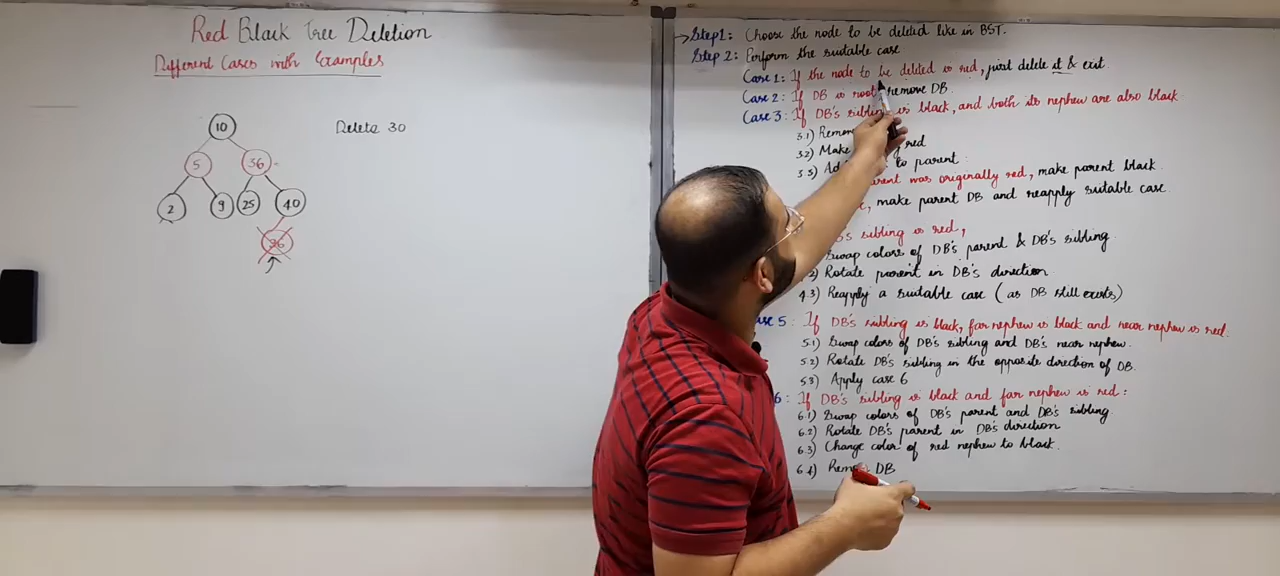 Red Black Tree Deletion
Different Cases with Examples
Delete 30
10
5
36
2
9
25
40
Step 1: Choose the node to be deleted like in BST.
Step 2: Perform the suitable case
Case 1: If the node to be deleted is red, just delete it & exit.
Case 2: If DB is root, remove DB.
Case 3: If DB's sibling is black, and both its nephew are also black
3.1) Remo
3.2) Make red
3.3) Ad to parent.
arent was originally red, make parent black.
, make parent DB and reapply suitable case.
sibling is red,
Swap colors of DB's parent & DB's sibling
2) Rotate parent in DB's direction
4.3) Reapply a suitable case (as DB still exists)
ase 5: If DB's sibling is black, far nephew is black and near nephew is red.
5.1) Swap colors of DB's sibling and DB's near nephew.
5.2) Rotate DB's sibling in the opposite direction of DB.
5.3) Apply case 6
6: If DB's sibling is black and far nephew is red:
6.1) Swap colors of DB's parent and DB's sibling
6.2) Rotate DB's parent in DB's direction
6.3) Change color of red nephew to black.
6.4) Remo DB